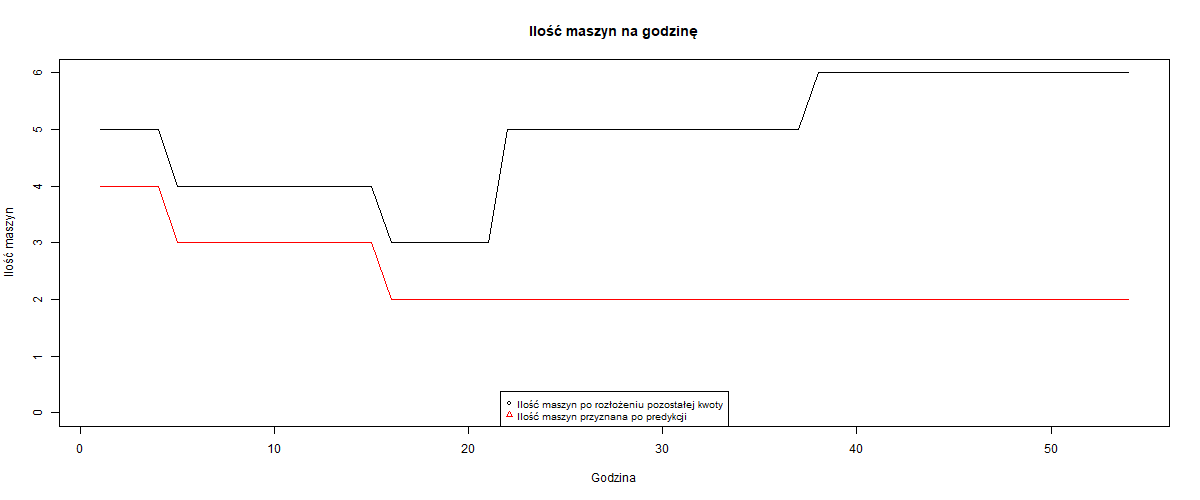 Ilość maszyn na godzinę
Ilość maszyn
6
5
4
3
2
1
0
Ilość maszyn po rozłożeniu pozostałej kwoty
Ilość maszyn przyznana po predykcji
0 10 20 30 40 50
Godzina